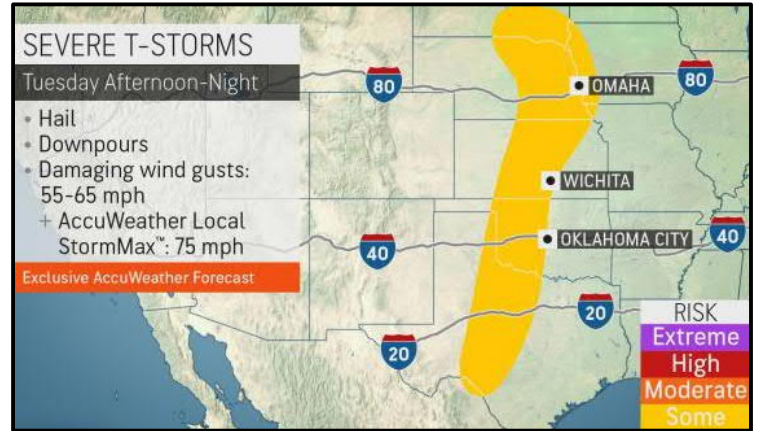 SEVERE T-STORMS
Tuesday Afternoon-Night
• Hail
• Downpours
• Damaging wind gusts:
55-65 mph
+ AccuWeather Local
StormMax™: 75 mph
Exclusive AccuWeather Forecast
80
80
OMAHA
WICHITA
OKLAHOMA CITY
40
40
20
20
RISK
Extreme
High
Moderate
Some